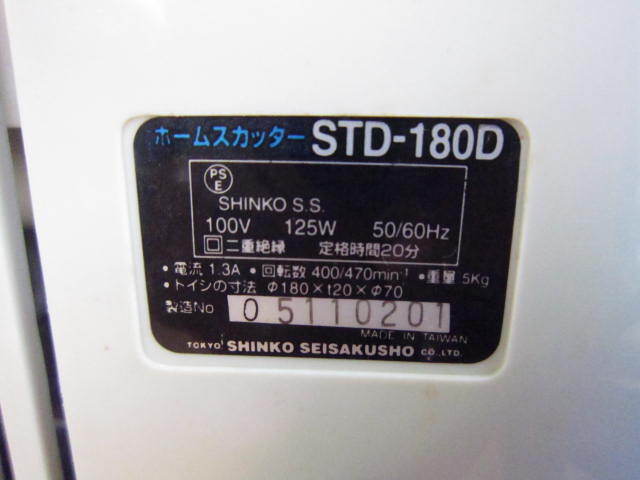 ホームスカッター STD-180D
PS
E
SHINKO S.S.
100V 125W 50/60Hz
回 二重絶縁 定格時間20分
・電流 1.3A ・回転数 400/470min⁻¹ ・重量 5Kg
・トイシの寸法 Φ180×t20×Φ70
製造No 05110201
MADE IN TAIWAN
TOKYO SHINKO SEISAKUSHO CO.,LTD.